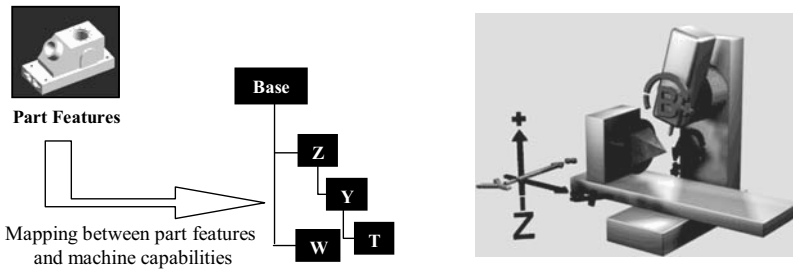 Part Features
Mapping between part features
and machine capabilities
Base
Z
Y
W
T
B
+
Z